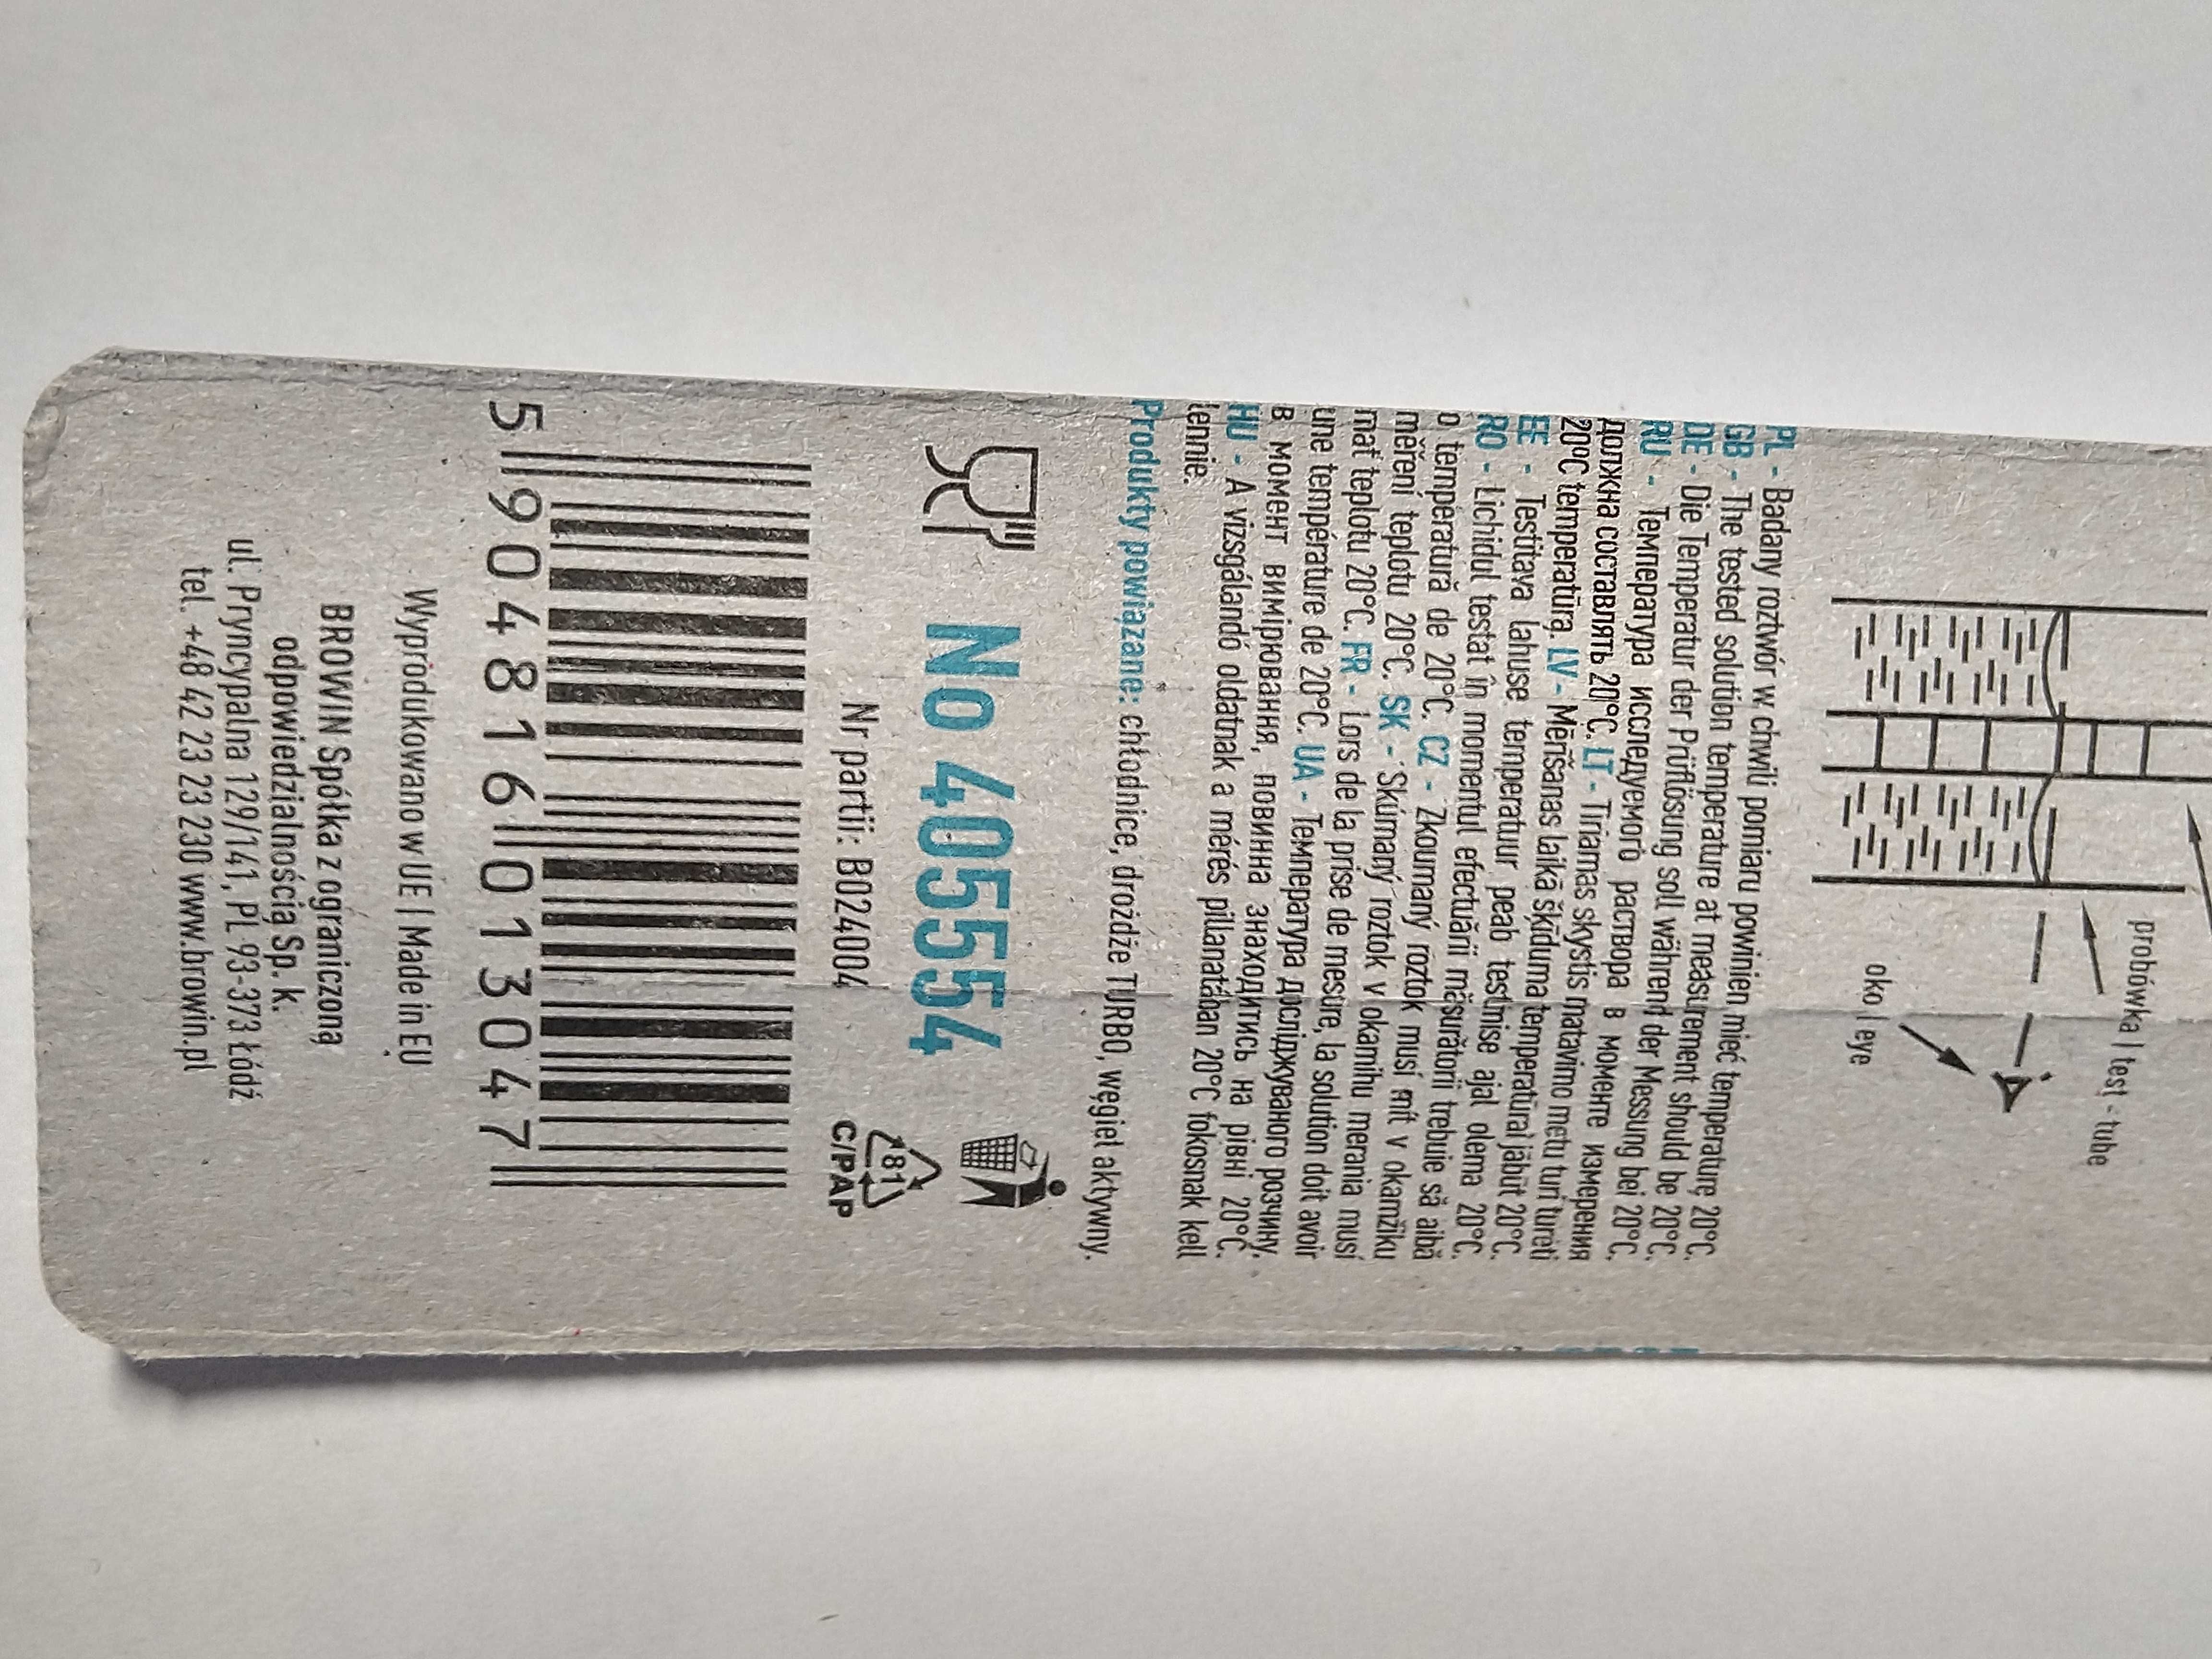 probówka | test - tube
oko | eye
PL - Badany roztwór w chwili pomiaru powinien mieć temperaturę 20°C.
GB - The tested solution temperature at measurement should be 20°C.
DE - Die Temperatur der Prüflösung soll während der Messung bei 20°C.
RU - Температура исследуемого раствора в моменте измерения
должна составлять 20°C. LT - Tiriamas skystis matavimo metu turi turėti
20°C temperatūrą. LV - Mērīšanas laikā šķīduma temperatūrai jābūt 20°C.
EE - Testitava lahuse temperatuur peab testimise ajal olema 20°C.
RO - Lichidul testat în momentul efectuării măsurătorii trebuie să aibă
o temperatură de 20°C. CZ - Zkoumaný roztok musí mít v okamžiku
měření teplotu 20°C. SK - Skúmaný roztok v okamihu merania musí
mať teplotu 20°C. FR - Lors de la prise de mesure, la solution doit avoir
une température de 20°C. UA - Температура досліджуваного розчину,
в момент вимірювання, повинна знаходитись на рівні 20°C.
HU - A vizsgálandó oldatnak a mérés pillanatában 20°C fokosnak kell
lennie.
Produkty powiązane: chłodnice, drożdże TURBO, węgiel aktywny.
No 405554
Nr partii: B024004
81
C/PAP
5 904816 013047
Wyprodukowano w UE | Made in EU
BROWIN Spółka z ograniczoną
odpowiedzialnością Sp. k.
ul. Pryncypalna 129/141, PL 93-373 Łódź
tel. +48 42 23 23 230 www.browin.pl